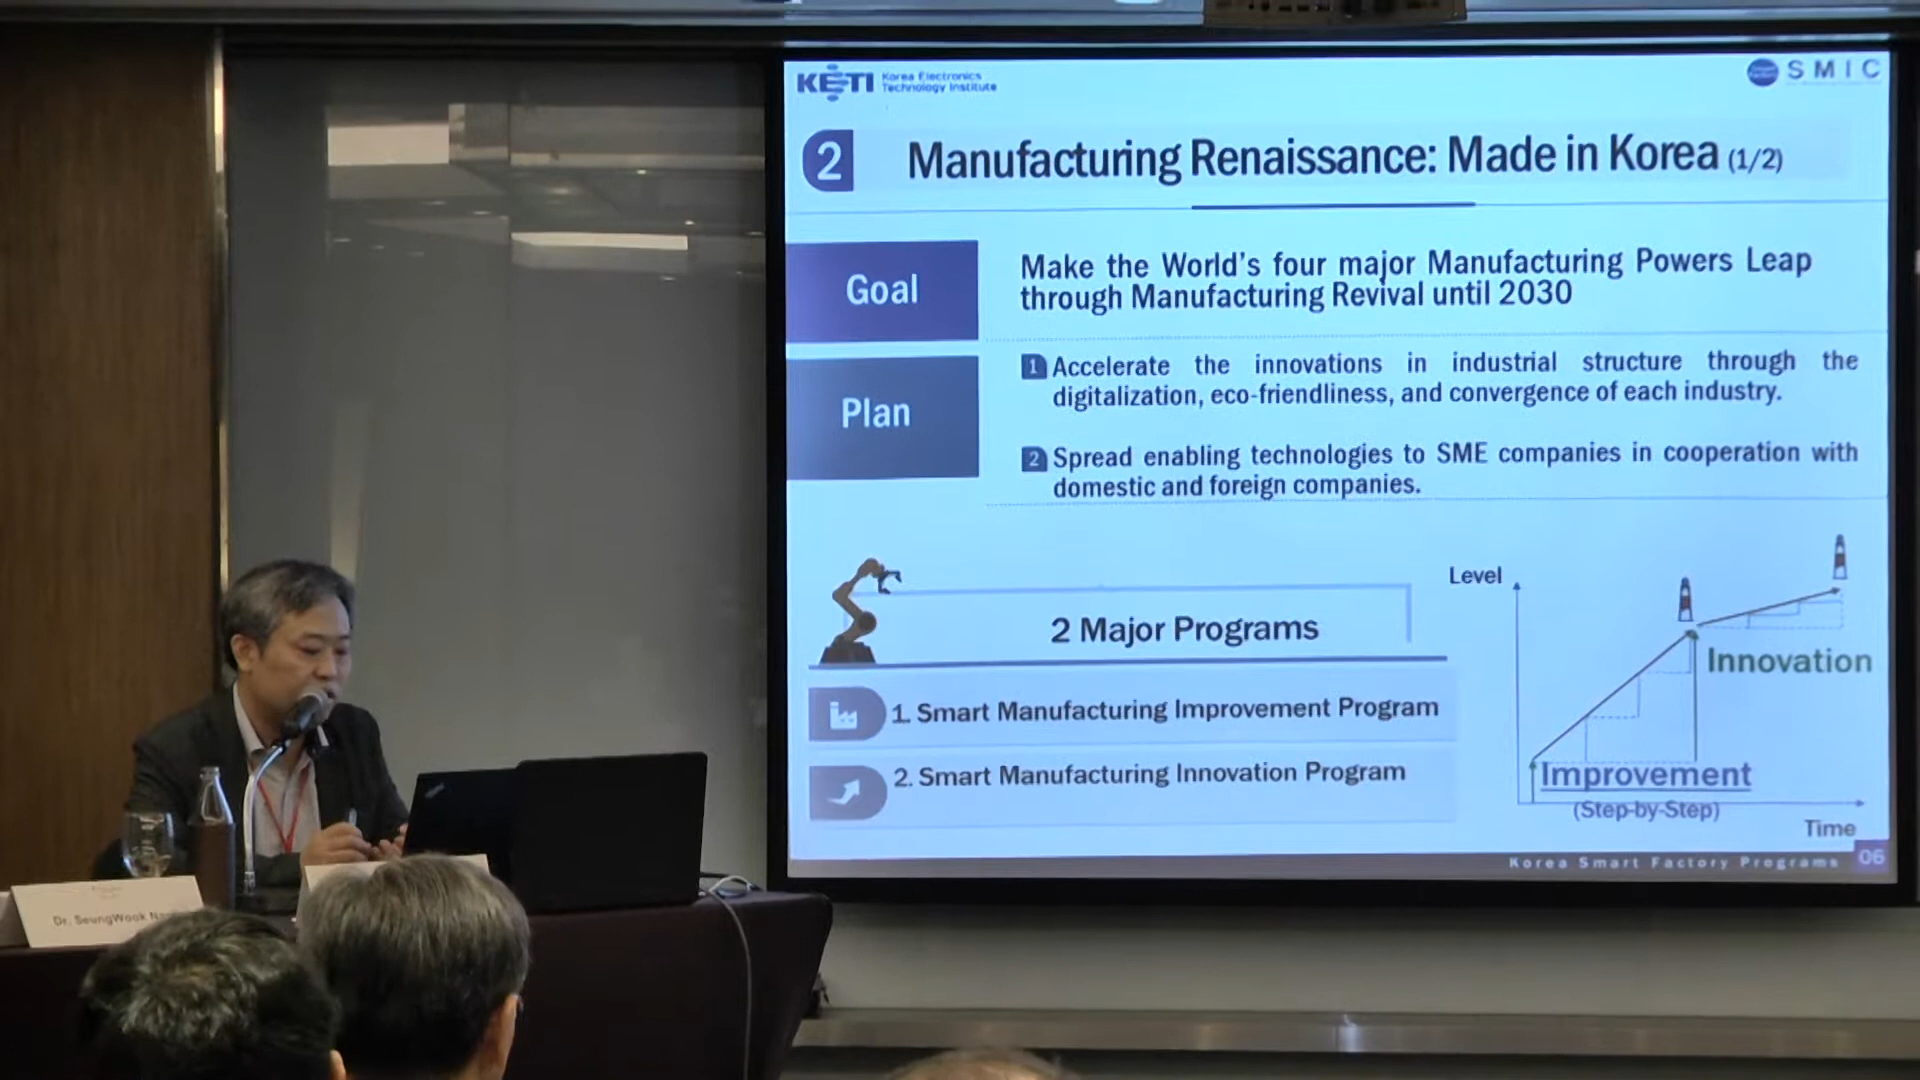 KETI Korea Electronics
Technology Institute
SMIC
2
Manufacturing Renaissance: Made in Korea (1/2)
Goal
Make the World's four major Manufacturing Powers Leap
through Manufacturing Revival until 2030
Plan
1 Accelerate the innovations in industrial structure through the
digitalization, eco-friendliness, and convergence of each industry.
2 Spread enabling technologies to SME companies in cooperation with
domestic and foreign companies.
2 Major Programs
1. Smart Manufacturing Improvement Program
2. Smart Manufacturing Innovation Program
Level
Innovation
Improvement
(Step-by-Step)
Time
Korea Smart Factory Programs 06
Dr. SeungWook